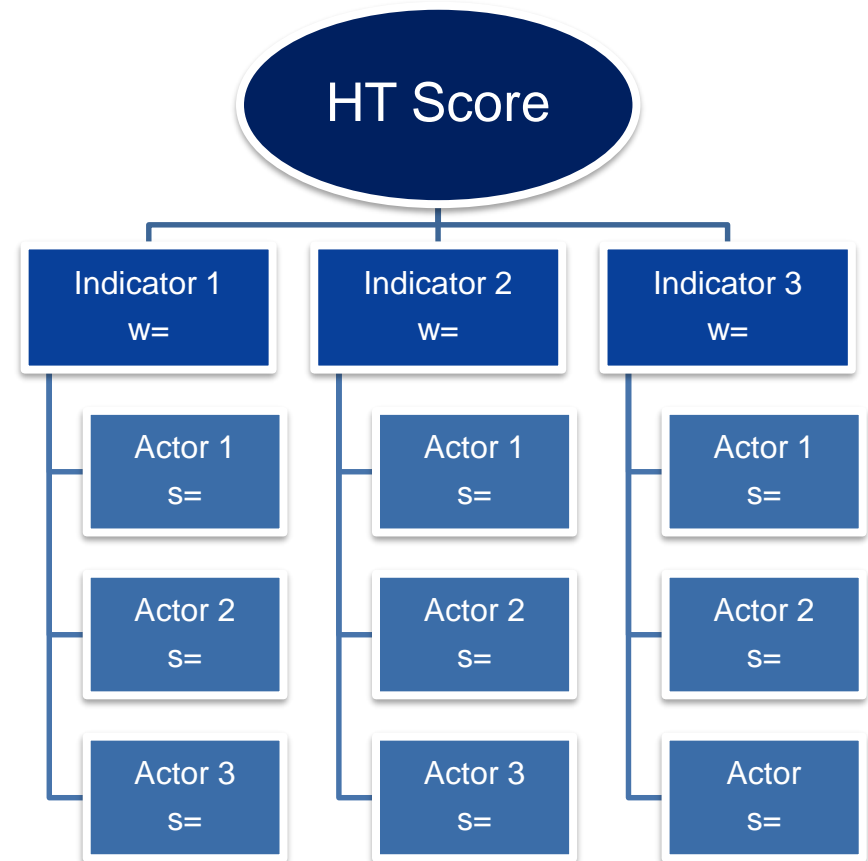 HT Score
Indicator 1
w=
Indicator 2
w=
Indicator 3
w=
Actor 1
s=
Actor 1
s=
Actor 1
s=
Actor 2
s=
Actor 2
s=
Actor 2
s=
Actor 3
s=
Actor 3
s=
Actor
s=